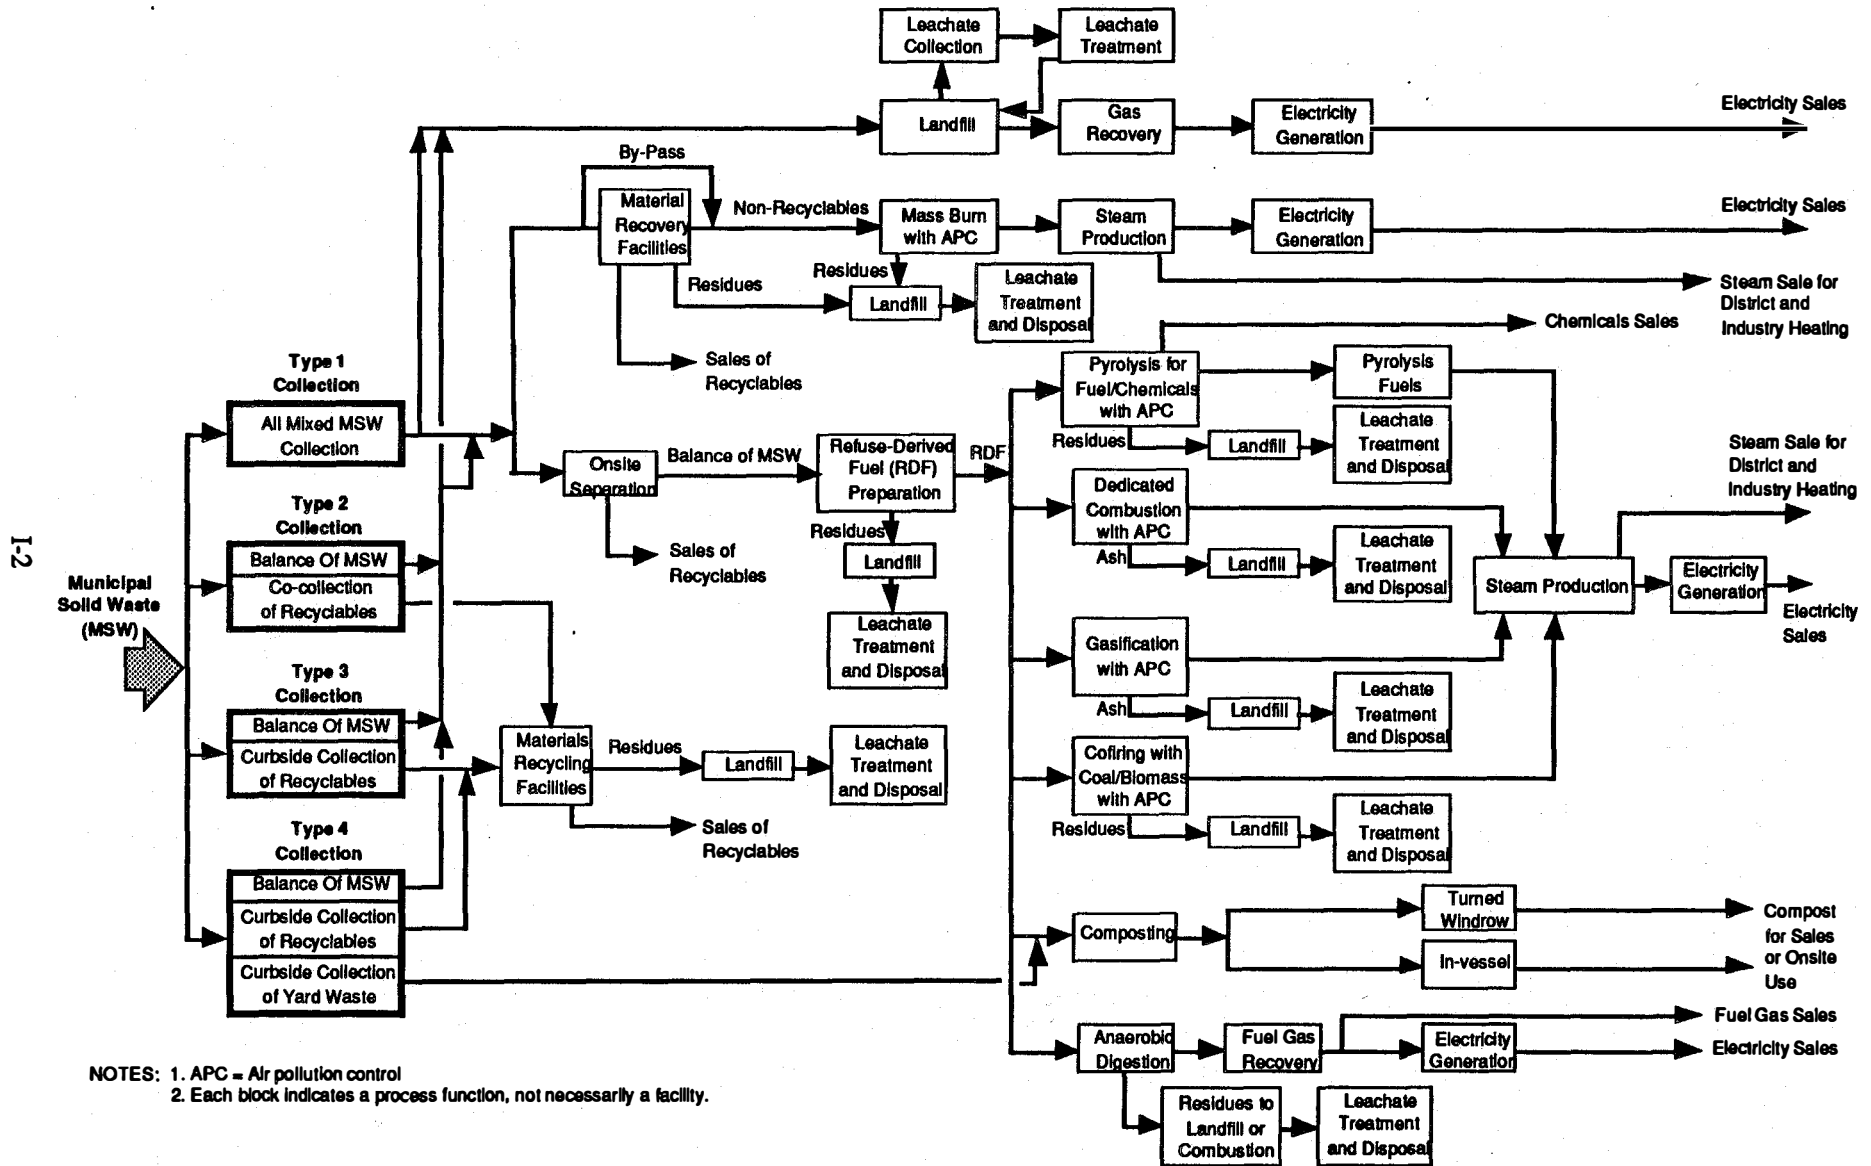 Leachate
Collection
Leachate
Treatment
Landfill
Gas
Recovery
Electricity
Generation
Electricity Sales
By-Pass
Material
Recovery
Facilities
Non-Recyclables
Mass Burn
with APC
Steam
Production
Electricity
Generation
Electricity Sales
Residues
Residues
Landfill
Leachate
Treatment
and Disposal
Steam Sale for
District and
Industry Heating
Sales of
Recyclables
Chemicals Sales
Type 1
Collection
All Mixed MSW
Collection
Pyrolysis for
Fuel/Chemicals
with APC
Pyrolysis
Fuels
Residues
Landfill
Leachate
Treatment
and Disposal
Onsite
Separation
Balance of MSW
Refuse-Derived
Fuel (RDF)
Preparation
RDF
Steam Sale for
District and
Industry Heating
Sales of
Recyclables
Residues
Landfill
Leachate
Treatment
and Disposal
Dedicated
Combustion
with APC
Ash
Landfill
Leachate
Treatment
and Disposal
Steam Production
Electricity
Generation
Electricity
Sales
I-2
Municipal
Solid Waste
(MSW)
Type 2
Collection
Balance Of MSW
Co-collection
of Recyclables
Gasification
with APC
Ash
Landfill
Leachate
Treatment
and Disposal
Type 3
Collection
Balance Of MSW
Curbside Collection
of Recyclables
Materials
Recycling
Facilities
Residues
Landfill
Leachate
Treatment
and Disposal
Sales of
Recyclables
Cofiring with
Coal/Biomass
with APC
Residues
Landfill
Leachate
Treatment
and Disposal
Type 4
Collection
Balance Of MSW
Curbside Collection
of Recyclables
Curbside Collection
of Yard Waste
Composting
Turned
Windrow
In-vessel
Compost
for Sales
or Onsite
Use
Anaerobic
Digestion
Fuel Gas
Recovery
Electricity
Generation
Fuel Gas Sales
Electricity Sales
Residues to
Landfill or
Combustion
Leachate
Treatment
and Disposal
NOTES: 1. APC = Air pollution control
2. Each block indicates a process function, not necessarily a facility.